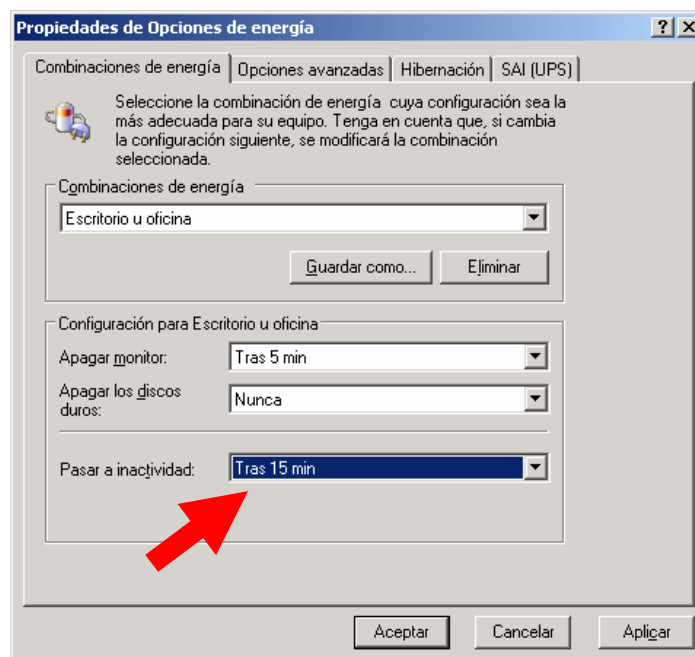 Propiedades de Opciones de energía
Combinaciones de energía Opciones avanzadas Hibernación SAI (UPS)
Seleccione la combinación de energía cuya configuración sea la
más adecuada para su equipo. Tenga en cuenta que, si cambia
la configuración siguiente, se modificará la combinación
seleccionada.
Combinaciones de energía
Escritorio u oficina
Guardar como... Eliminar
Configuración para Escritorio u oficina
Apagar monitor: Tras 5 min
Apagar los discos
duros: Nunca
Pasar a inactividad: Tras 15 min
Aceptar Cancelar Aplicar